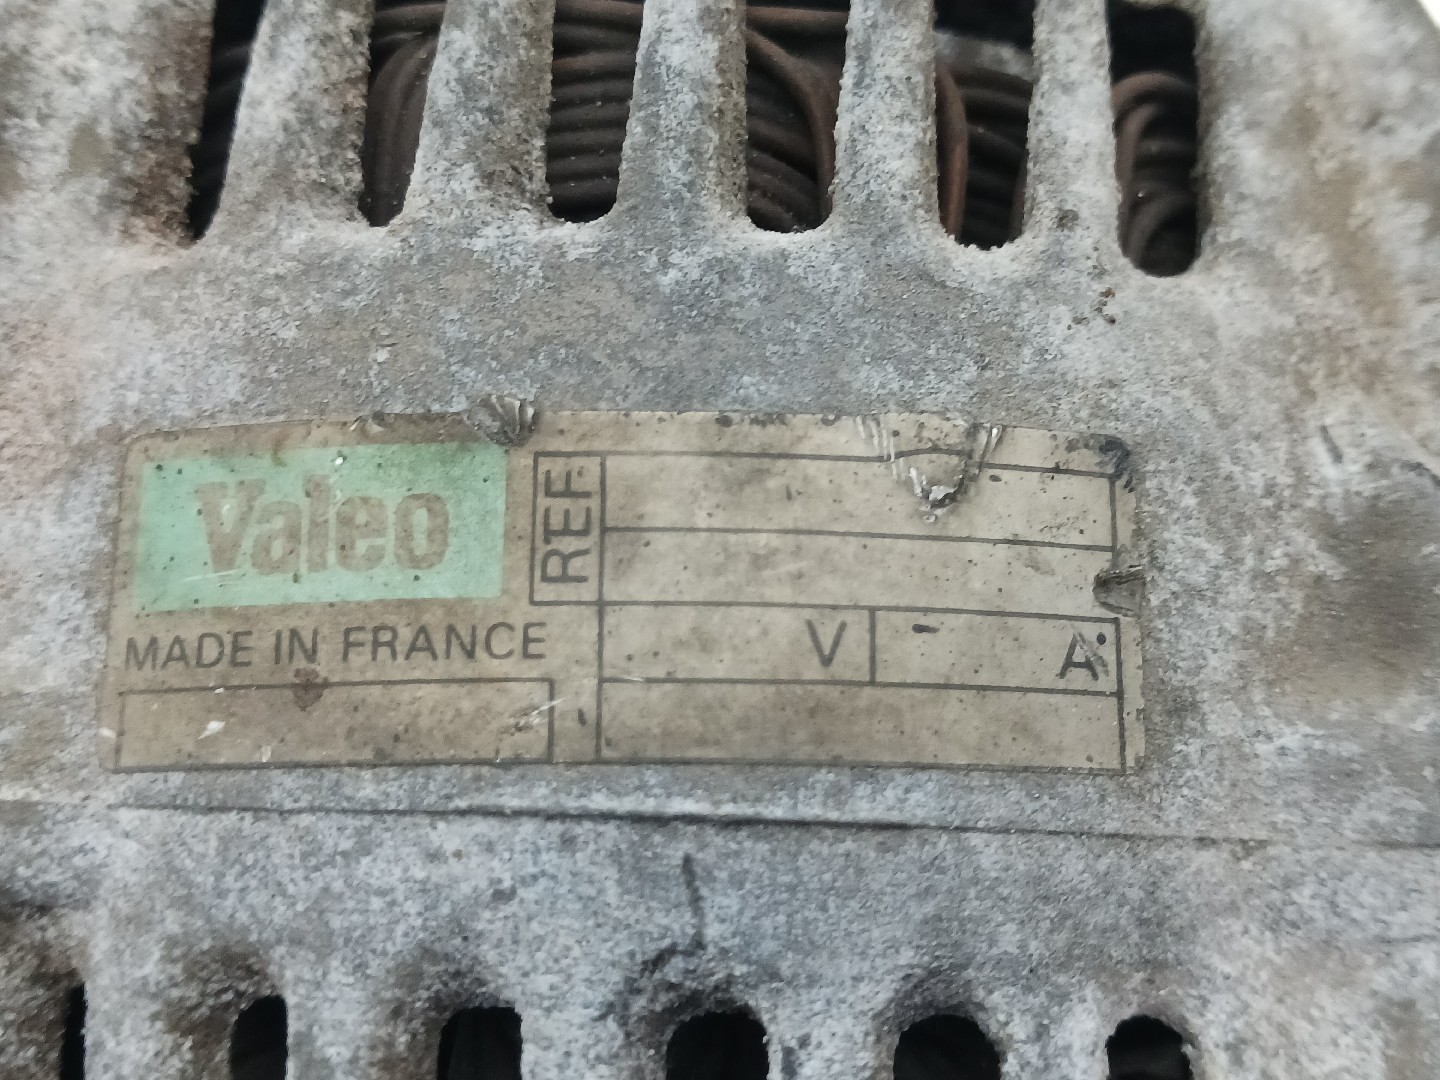 Valeo
REF.
MADE IN FRANCE
V
A